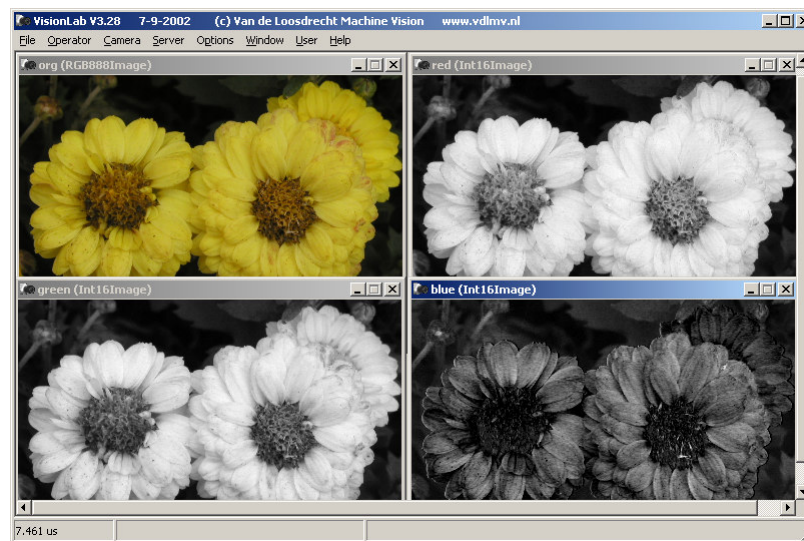 VisionLab V3.28 7-9-2002 (c) Van de Loosdrecht Machine Vision www.vdlmv.nl
File Operator Camera Server Options Window User Help
org (RGB888Image)
red (Int16Image)
green (Int16Image)
blue (Int16Image)
7.461 us